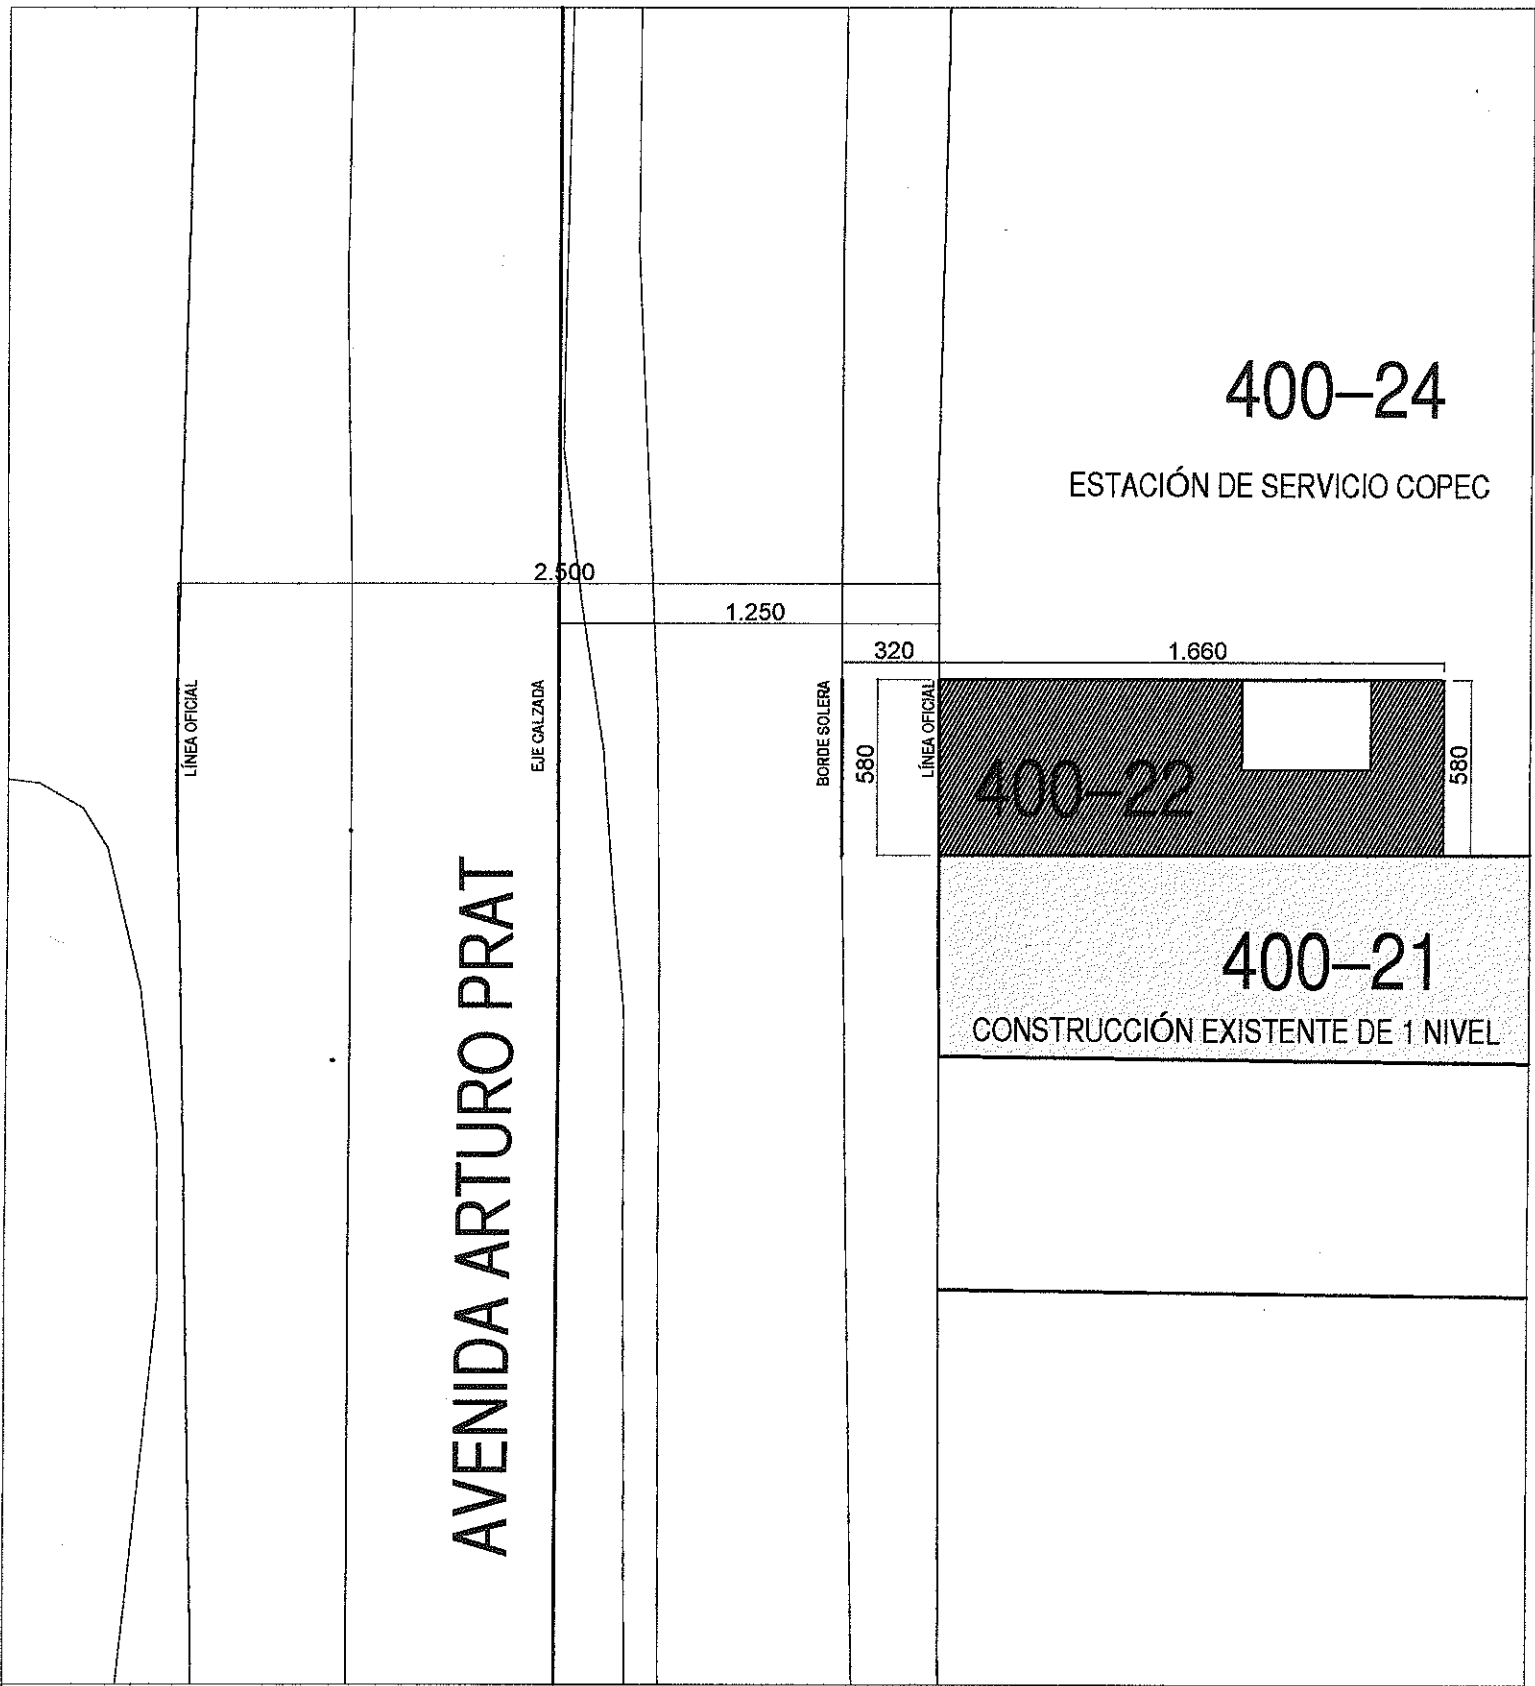 400–24
ESTACIÓN DE SERVICIO COPEC
2.500
1.250
320
1.660
LÍNEA OFICIAL
EJE CALZADA
BORDE SOLERA
580
LÍNEA OFICIAL
400–22
580
AVENIDA ARTURO PRAT
400–21
CONSTRUCCIÓN EXISTENTE DE 1 NIVEL